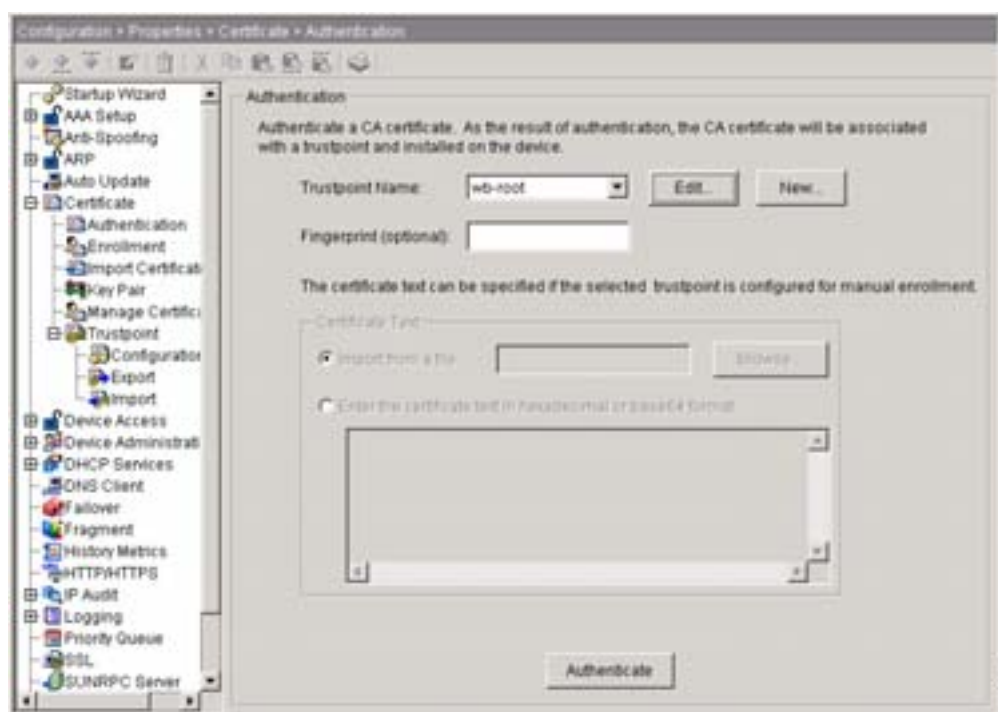 Configuration > Properties > Certificate > Authentication
Startup Wizard
AAA Setup
Anti-Spoofing
ARP
Auto Update
Certificate
Authentication
Enrollment
Import Certificat
Key Pair
Manage Certific
Trustpoint
Configuration
Export
Import
Device Access
Device Administrati
DHCP Services
DNS Client
Failover
Fragment
History Metrics
HTTP/HTTPS
IP Audit
Logging
Priority Queue
SSL
SUNRPC Server
Authentication
Authenticate a CA certificate. As the result of authentication, the CA certificate will be associated
with a trustpoint and installed on the device.
Trustpoint Name: wb-root Edit... New...
Fingerprint (optional):
The certificate text can be specified if the selected trustpoint is configured for manual enrollment.
Certificate Text
Import from a file Browse...
Enter the certificate text in hexadecimal or base64 format
Authenticate